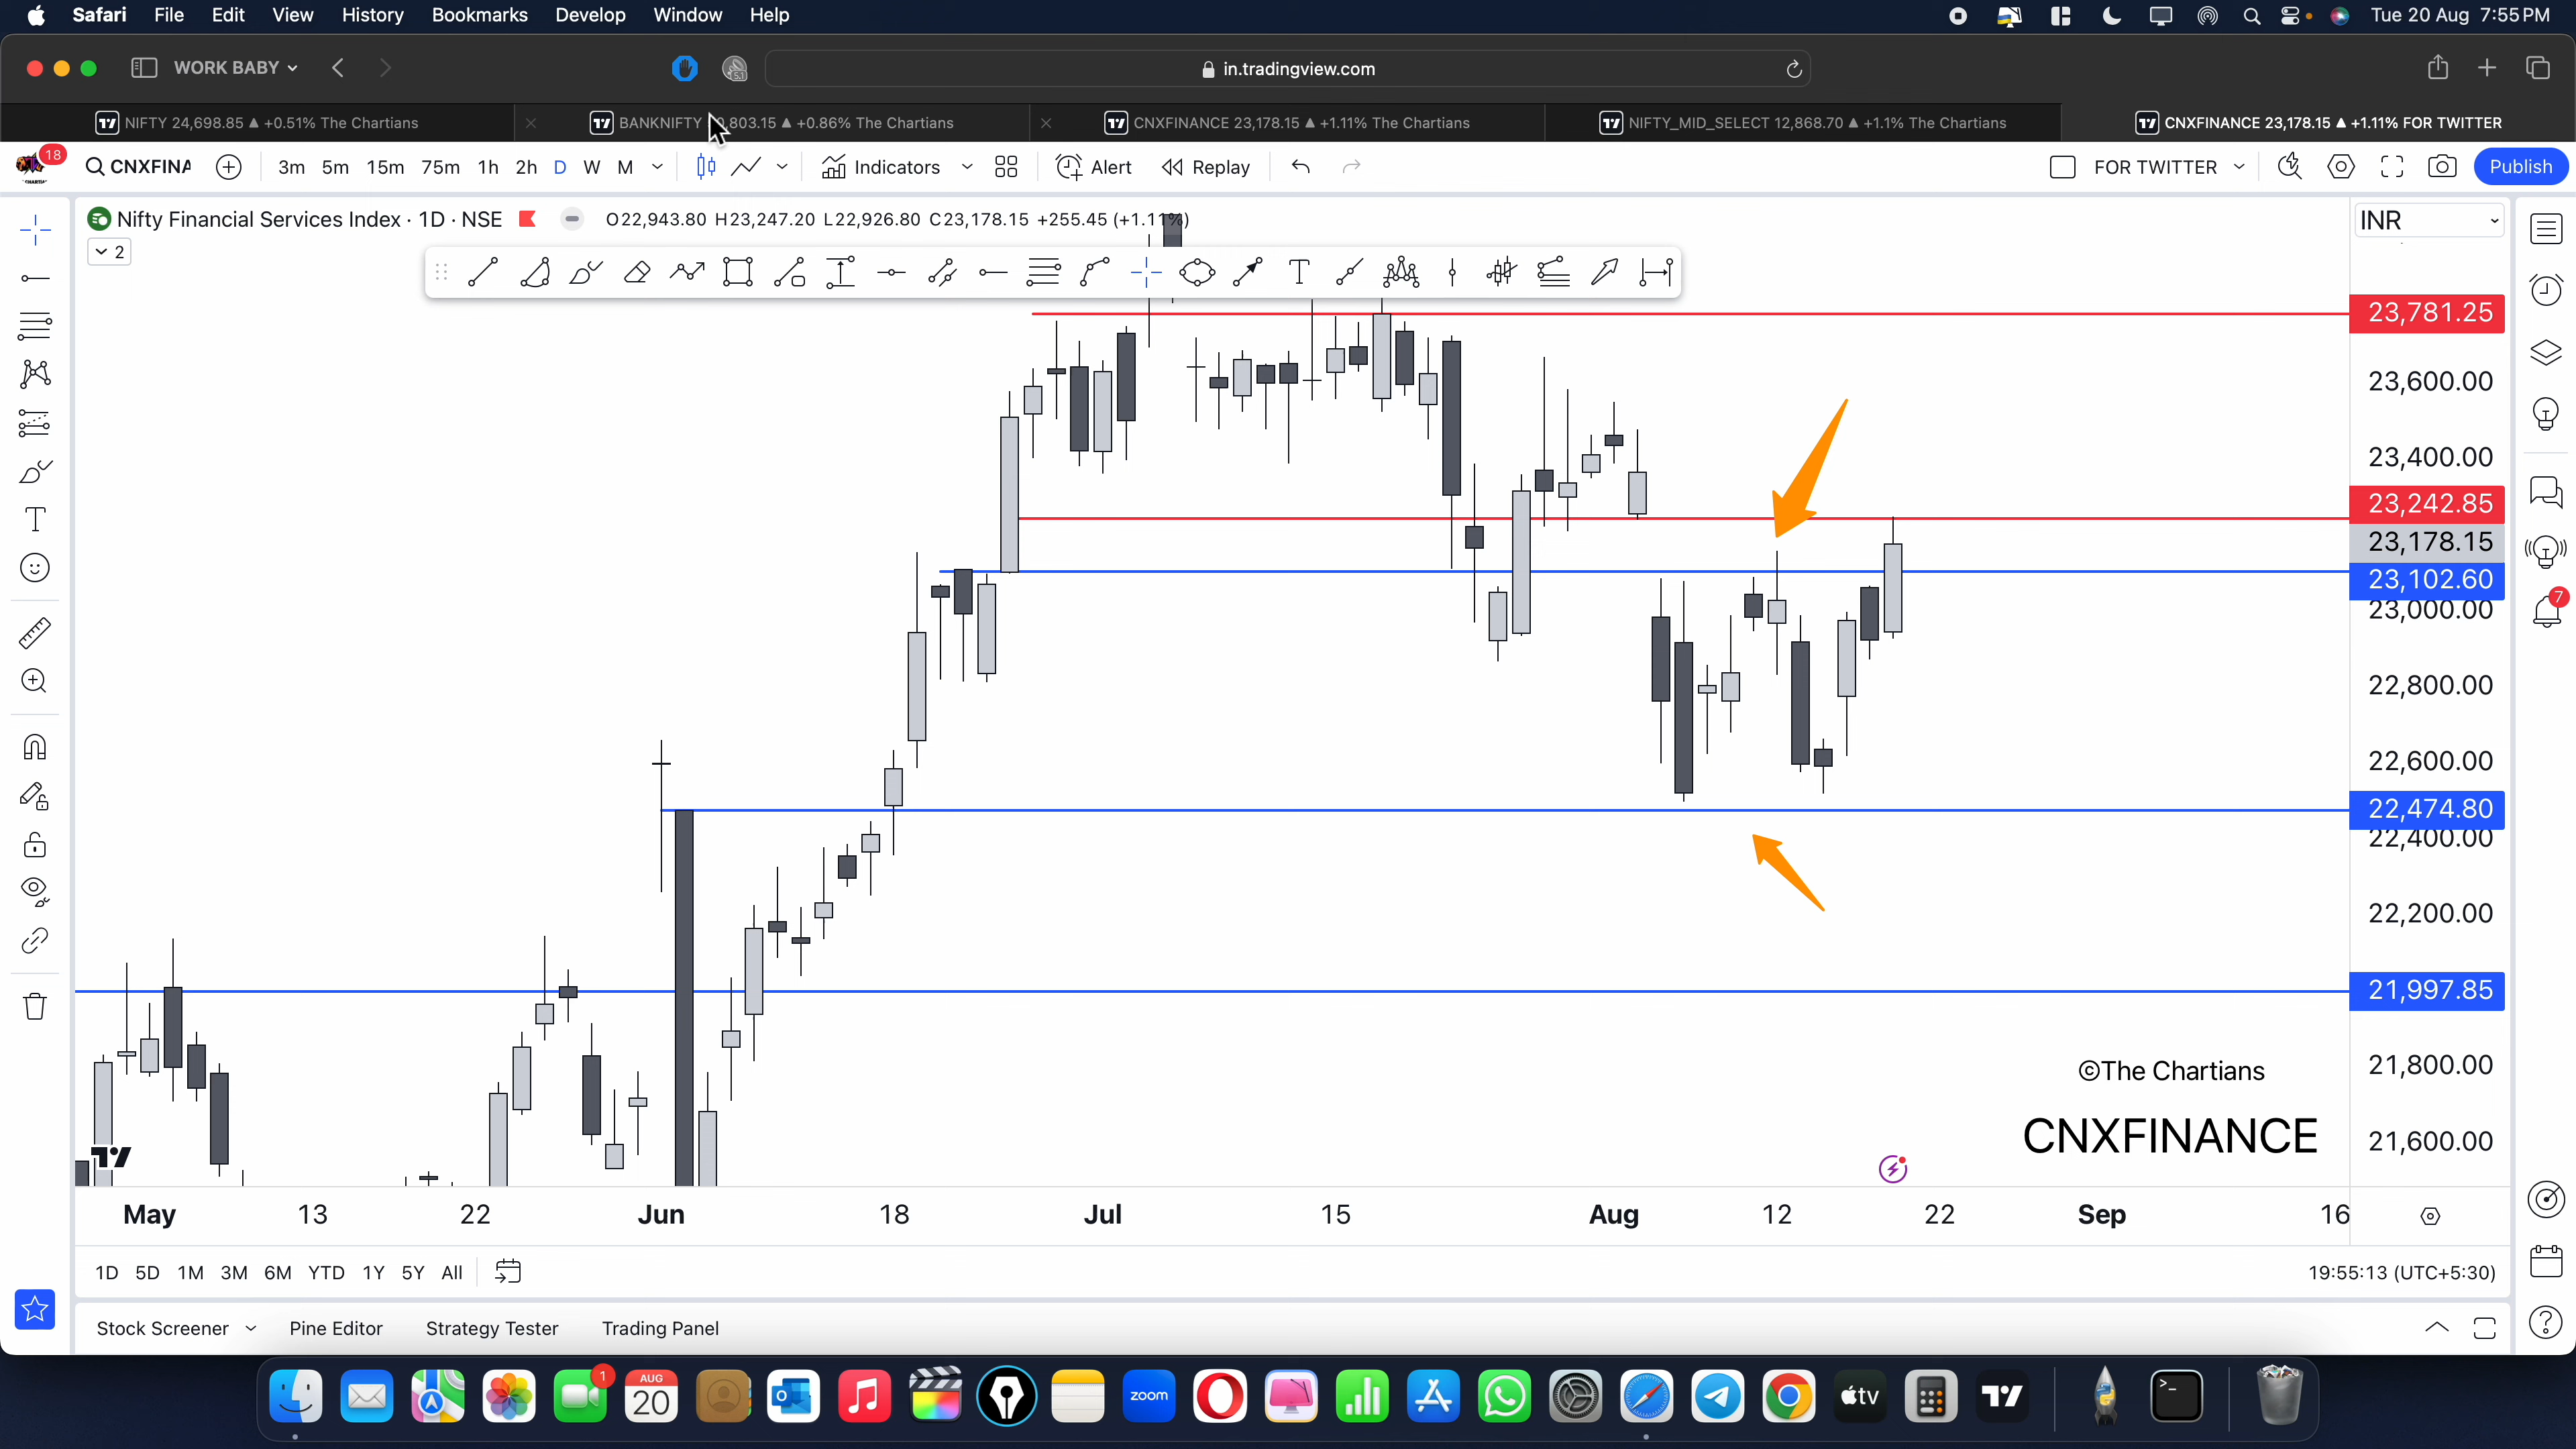 Safari File Edit View History Bookmarks Develop Window Help Tue 20 Aug 7:55 PM
WORK BABY 5.1 in.tradingview.com
NIFTY 24,698.85 ▲ +0.51% The Chartians
BANKNIFTY 803.15 ▲ +0.86% The Chartians
CNXFINANCE 23,178.15 ▲ +1.11% The Chartians
NIFTY_MID_SELECT 12,868.70 ▲ +1.1% The Chartians
CNXFINANCE 23,178.15 ▲ +1.11% FOR TWITTER
18 CNXFINA 3m 5m 15m 75m 1h 2h D W M Indicators Alert Replay FOR TWITTER Publish
Nifty Financial Services Index · 1D · NSE O22,943.80 H23,247.20 L22,926.80 C23,178.15 +255.45 (+1.11%)
INR
2
23,781.25
23,600.00
23,400.00
23,242.85
23,178.15
23,102.60
23,000.00
22,800.00
22,600.00
22,474.80
22,400.00
22,200.00
21,997.85
21,800.00
21,600.00
7
©The Chartians
CNXFINANCE
May 13 22 Jun 18 Jul 15 Aug 12 22 Sep 16
1D 5D 1M 3M 6M YTD 1Y 5Y All 19:55:13 (UTC+5:30)
Stock Screener Pine Editor Strategy Tester Trading Panel
1 AUG 20 zoom tv